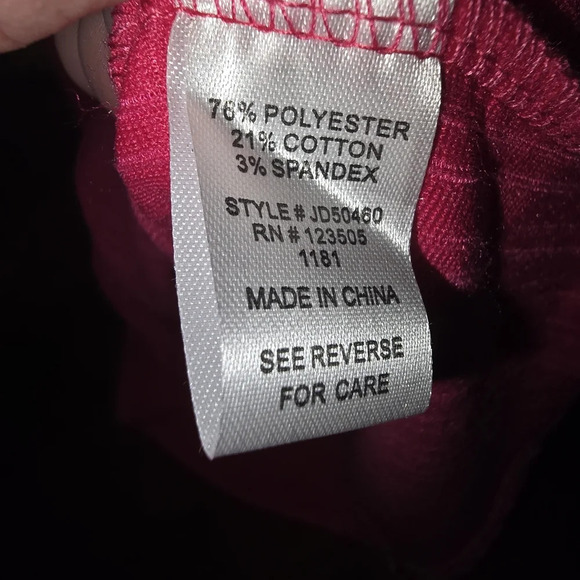 76% POLYESTER
21% COTTON
3% SPANDEX
STYLE # JD50460
RN # 123505
1181
MADE IN CHINA
SEE REVERSE
FOR CARE